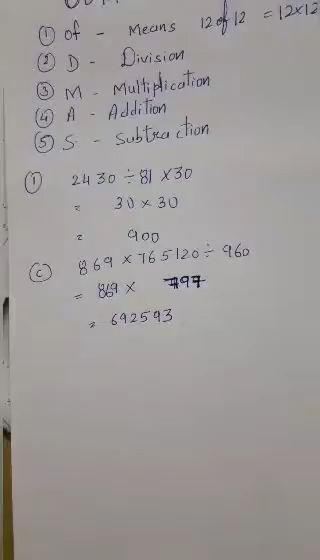 ① of - Means 12 of 12 = 12×12
② D - Division
③ M - Multiplication
④ A - Addition
⑤ S - Subtraction
① 2430 ÷ 81 × 30
= 30 × 30
= 900
Ⓒ 869 × 765120 ÷ 960
= 869 × 797
= 692593